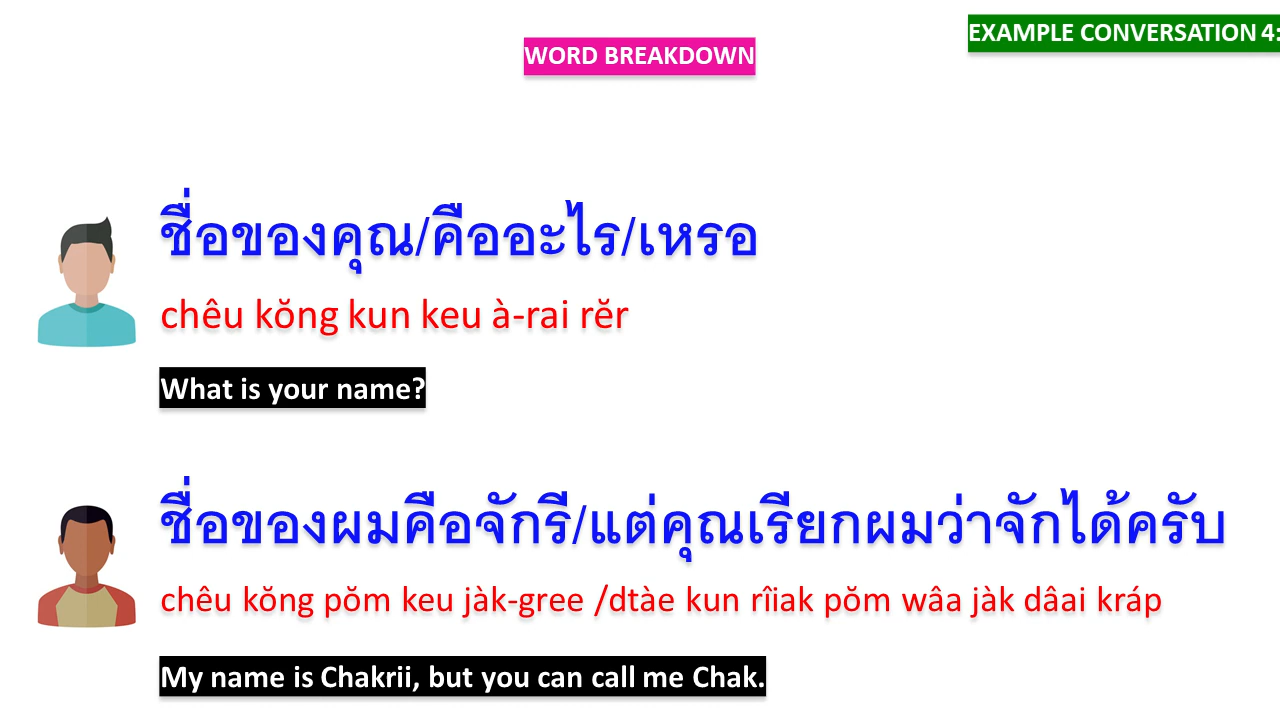 EXAMPLE CONVERSATION 4:
WORD BREAKDOWN
ชื่อของคุณ/คืออะไร/เหรอ
chêu kŏng kun keu à-rai rĕr
What is your name?
ชื่อของผมคือจักรี/แต่คุณเรียกผมว่าจักได้ครับ
chêu kŏng pŏm keu jàk-gree /dtàe kun rîiak pŏm wâa jàk dâai kráp
My name is Chakrii, but you can call me Chak.